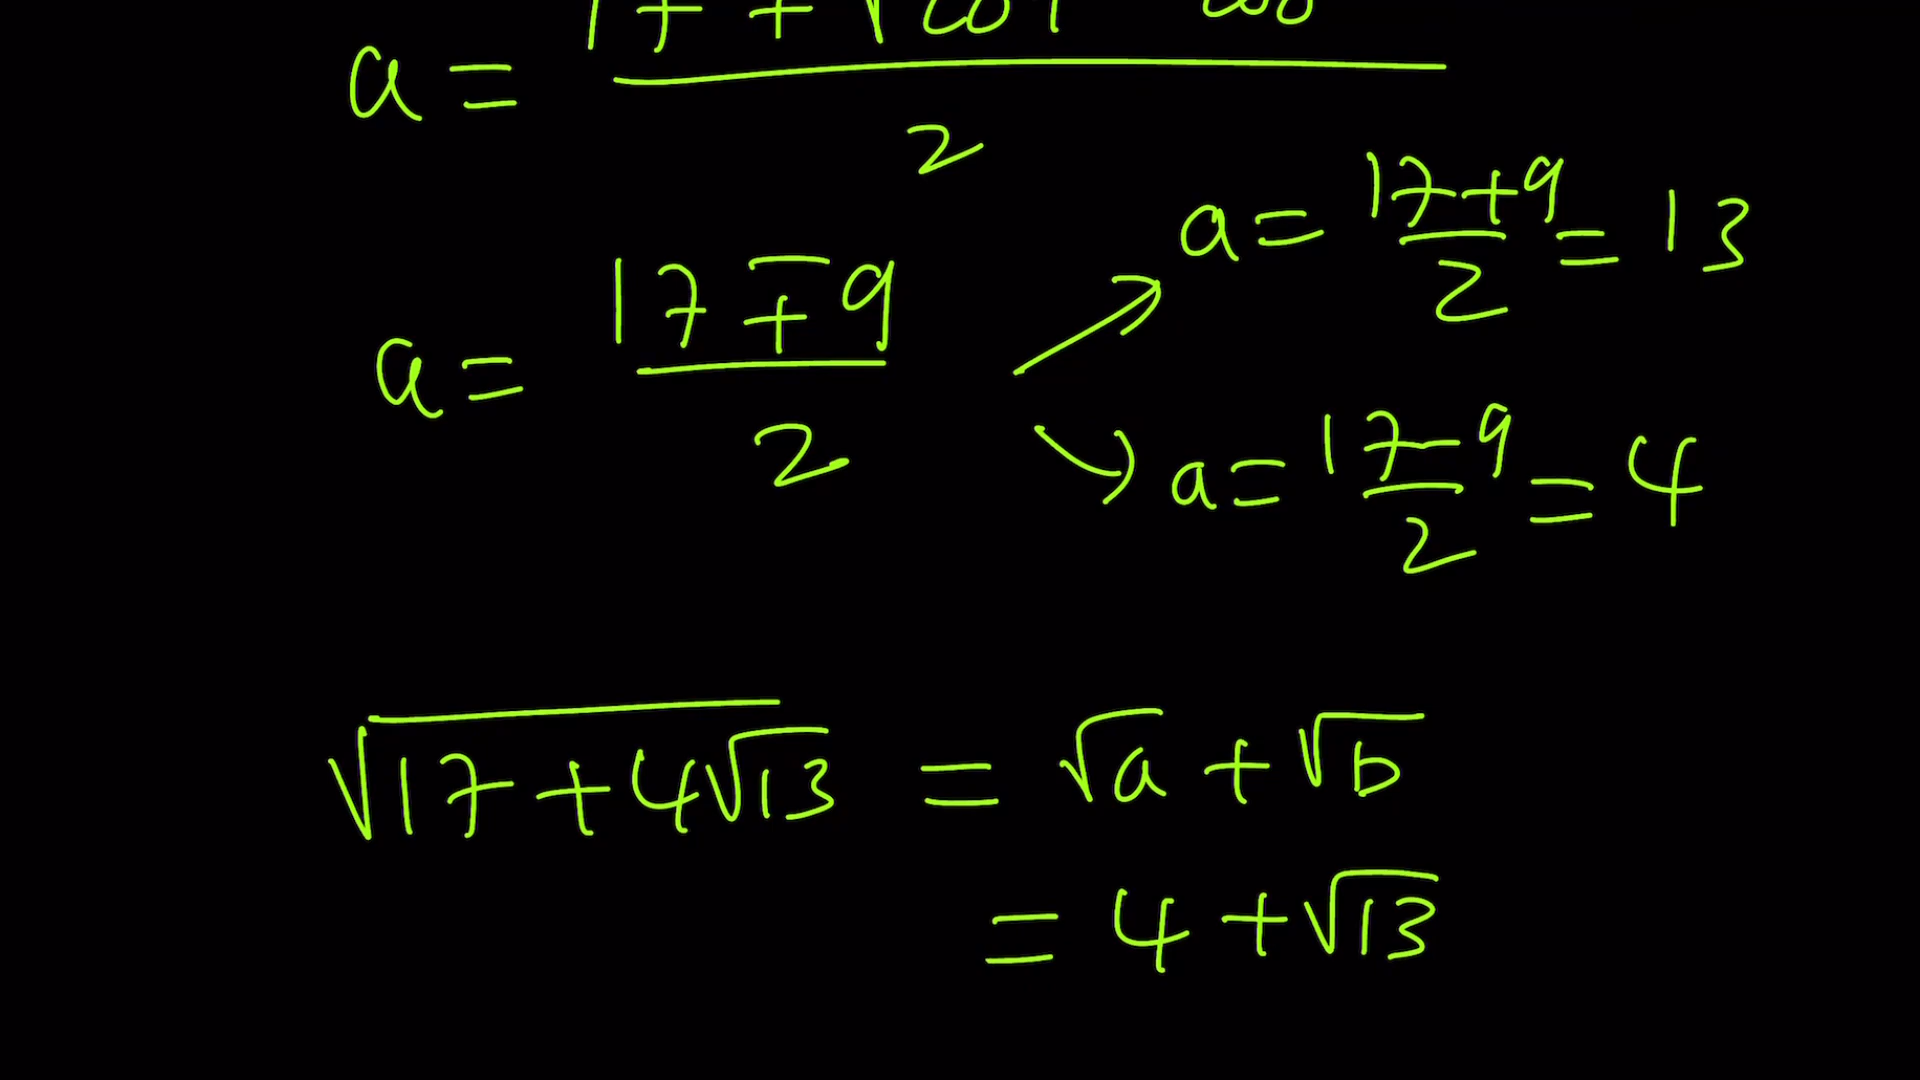 a = / 2
a = (17 ∓ 9) / 2
a = (17+9) / 2 = 13
a = (17-9) / 2 = 4
√(17 + 4√13) = √a + √b
= 4 + √13